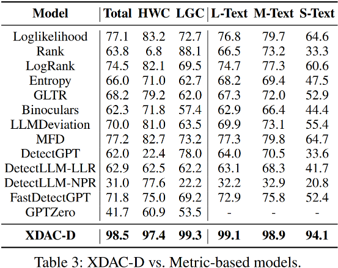 Model Total HWC LGC L-Text M-Text S-Text
Loglikelihood 77.1 83.2 72.7 76.8 79.7 64.6
Rank 63.8 6.8 88.1 66.5 73.2 33.3
LogRank 74.5 82.1 69.5 74.7 77.3 60.6
Entropy 66.0 71.0 62.7 68.2 69.4 47.5
GLTR 68.2 79.2 62.0 67.3 72.0 52.9
Binoculars 62.3 71.8 57.4 62.9 66.4 44.4
LLMDeviation 70.0 81.0 63.5 69.9 73.1 55.4
MFD 77.2 82.7 73.2 77.3 79.8 64.7
DetectGPT 62.0 22.4 78.0 64.0 70.5 33.6
DetectLLM-LLR 62.9 62.5 62.2 63.1 68.3 41.7
DetectLLM-NPR 31.0 77.6 22.2 32.2 32.9 20.8
FastDetectGPT 71.8 75.0 69.2 72.9 75.8 52.4
GPTZero 41.7 60.9 53.5 - - -
XDAC-D 98.5 97.4 99.3 99.1 98.9 94.1
Table 3: XDAC-D vs. Metric-based models.